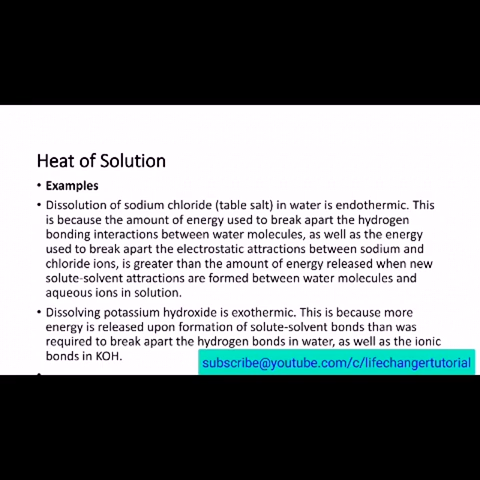 Heat of Solution
• Examples
• Dissolution of sodium chloride (table salt) in water is endothermic. This
is because the amount of energy used to break apart the hydrogen
bonding interactions between water molecules, as well as the energy
used to break apart the electrostatic attractions between sodium and
chloride ions, is greater than the amount of energy released when new
solute-solvent attractions are formed between water molecules and
aqueous ions in solution.
• Dissolving potassium hydroxide is exothermic. This is because more
energy is released upon formation of solute-solvent bonds than was
required to break apart the hydrogen bonds in water, as well as the ionic
bonds in KOH.
subscribe@youtube.com/c/lifechangertutorial